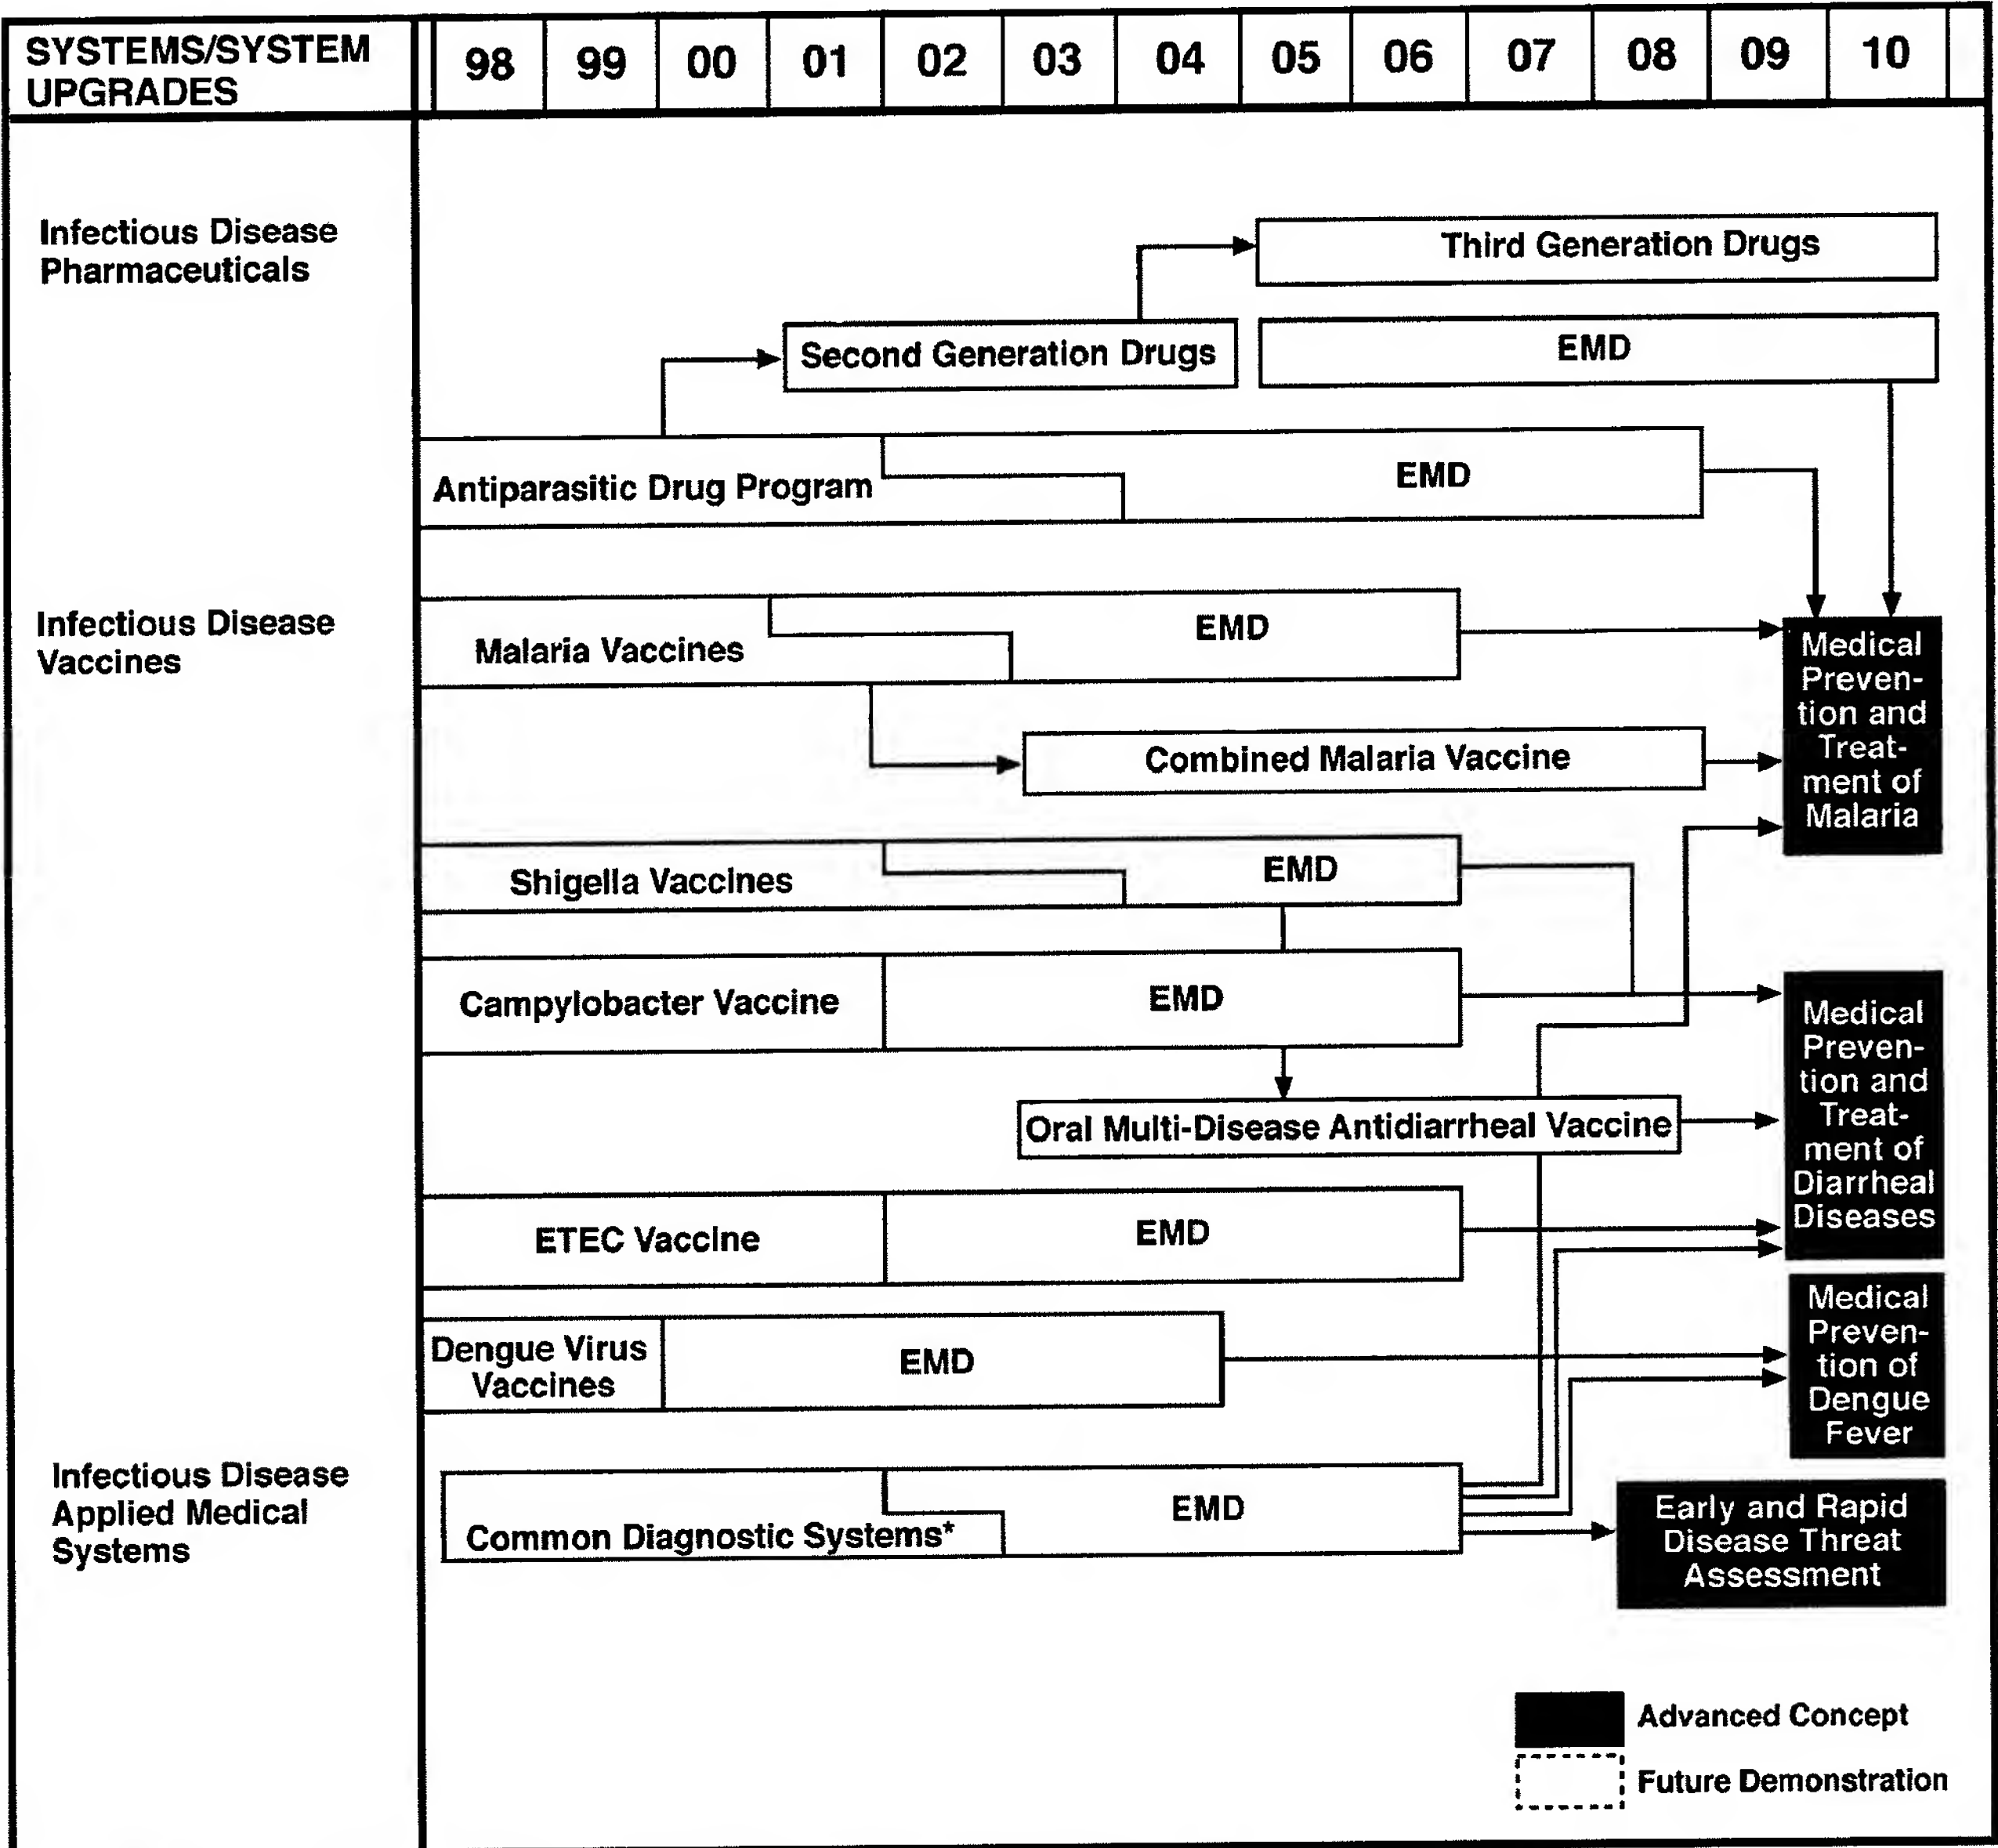 SYSTEMS/SYSTEM
UPGRADES
98 99 00 01 02 03 04 05 06 07 08 09 10
Infectious Disease
Pharmaceuticals
Third Generation Drugs
Second Generation Drugs
EMD
Antiparasitic Drug Program
EMD
Infectious Disease
Vaccines
Malaria Vaccines
EMD
Combined Malaria Vaccine
Medical
Preven-
tion and
Treat-
ment of
Malaria
Shigella Vaccines
EMD
Campylobacter Vaccine
EMD
Oral Multi-Disease Antidiarrheal Vaccine
Medical
Preven-
tion and
Treat-
ment of
Diarrheal
Diseases
ETEC Vaccine
EMD
Dengue Virus
Vaccines
EMD
Medical
Preven-
tion of
Dengue
Fever
Infectious Disease
Applied Medical
Systems
Common Diagnostic Systems*
EMD
Early and Rapid
Disease Threat
Assessment
Advanced Concept
Future Demonstration